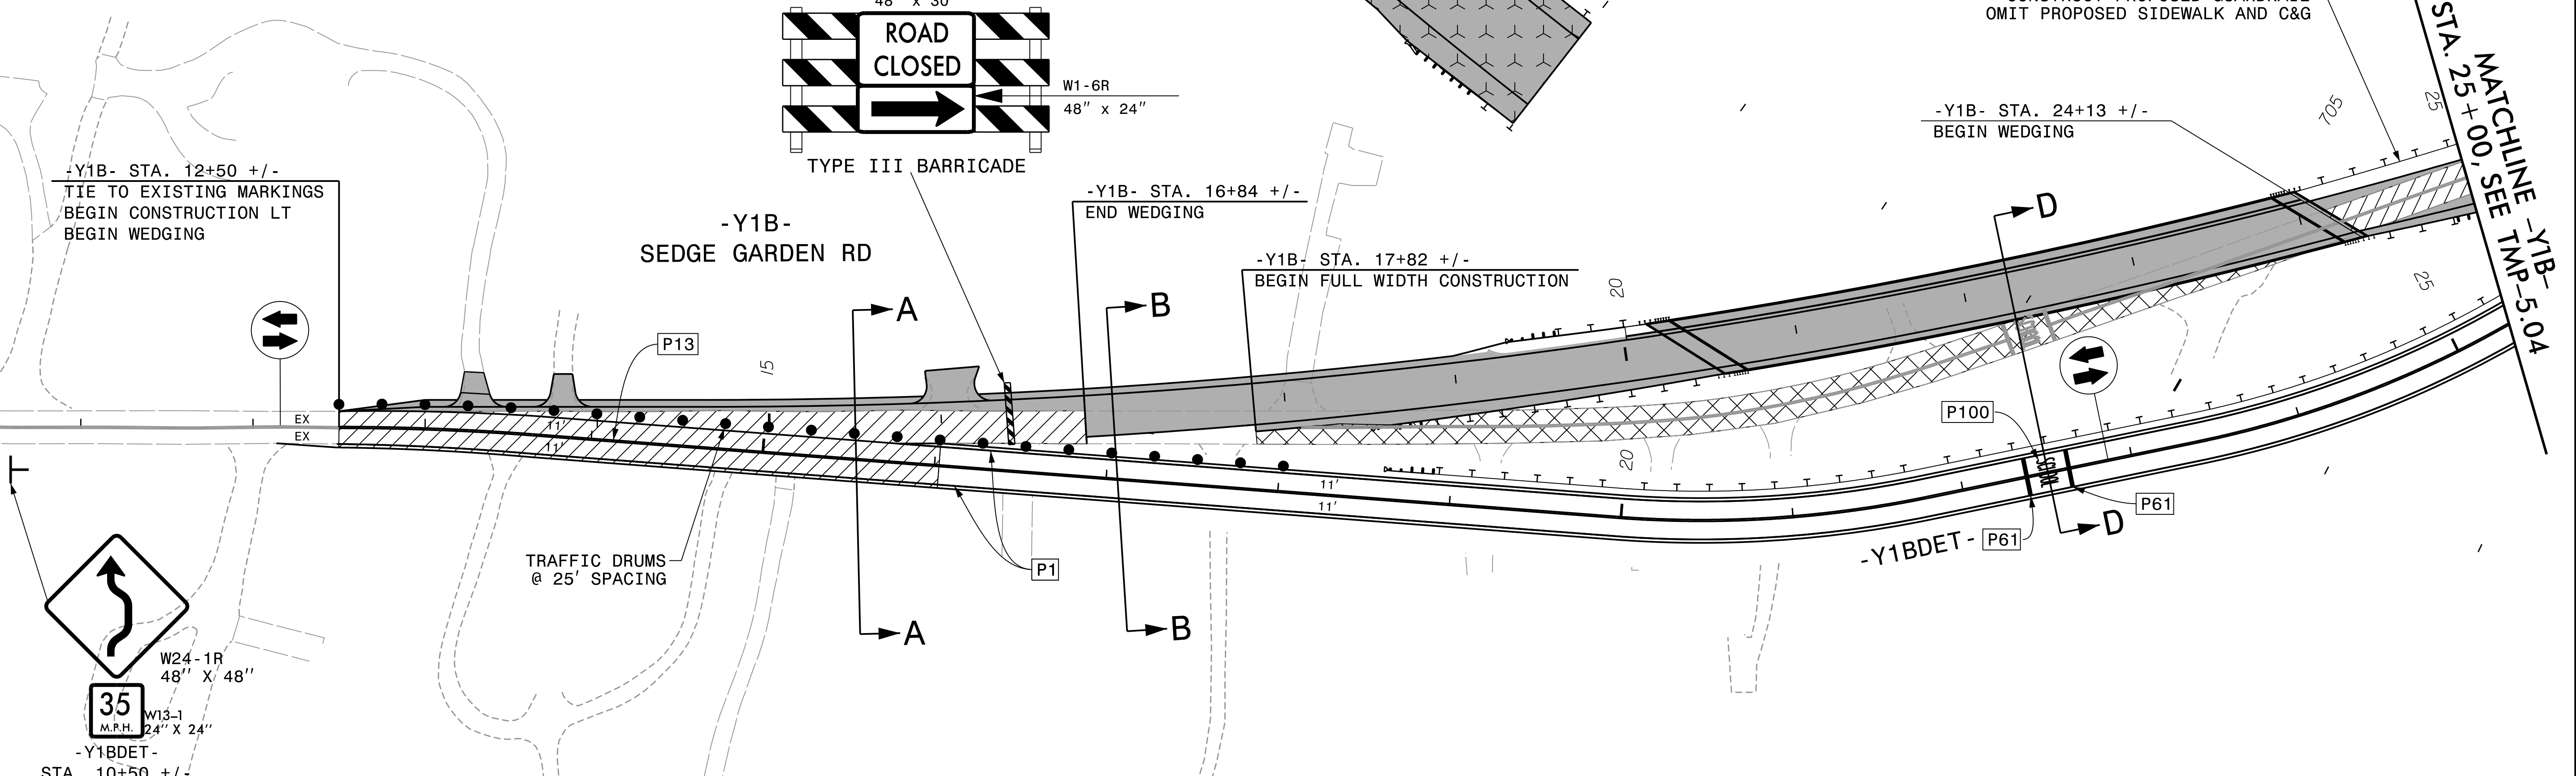 48" X 30"
ROAD
CLOSED
W1-6R
48" x 24"
TYPE III BARRICADE
OMIT PROPOSED SIDEWALK AND C&G
MATCHLINE -Y1B-
STA. 25+00, SEE TMP-5.04
-Y1B- STA. 24+13 +/-
BEGIN WEDGING
705
25
25
-Y1B- STA. 12+50 +/-
TIE TO EXISTING MARKINGS
BEGIN CONSTRUCTION LT
BEGIN WEDGING
-Y1B-
SEDGE GARDEN RD
-Y1B- STA. 16+84 +/-
END WEDGING
-Y1B- STA. 17+82 +/-
BEGIN FULL WIDTH CONSTRUCTION
D
A
B
20
15
P13
EX
EX
11'
11'
P100
20
11'
11'
P61
P61
D
-Y1BDET-
TRAFFIC DRUMS
@ 25' SPACING
P1
A
B
W24-1R
48" X 48"
35
M.P.H.
W13-1
24" X 24"
-Y1BDET-
STA. 10+50 +/-